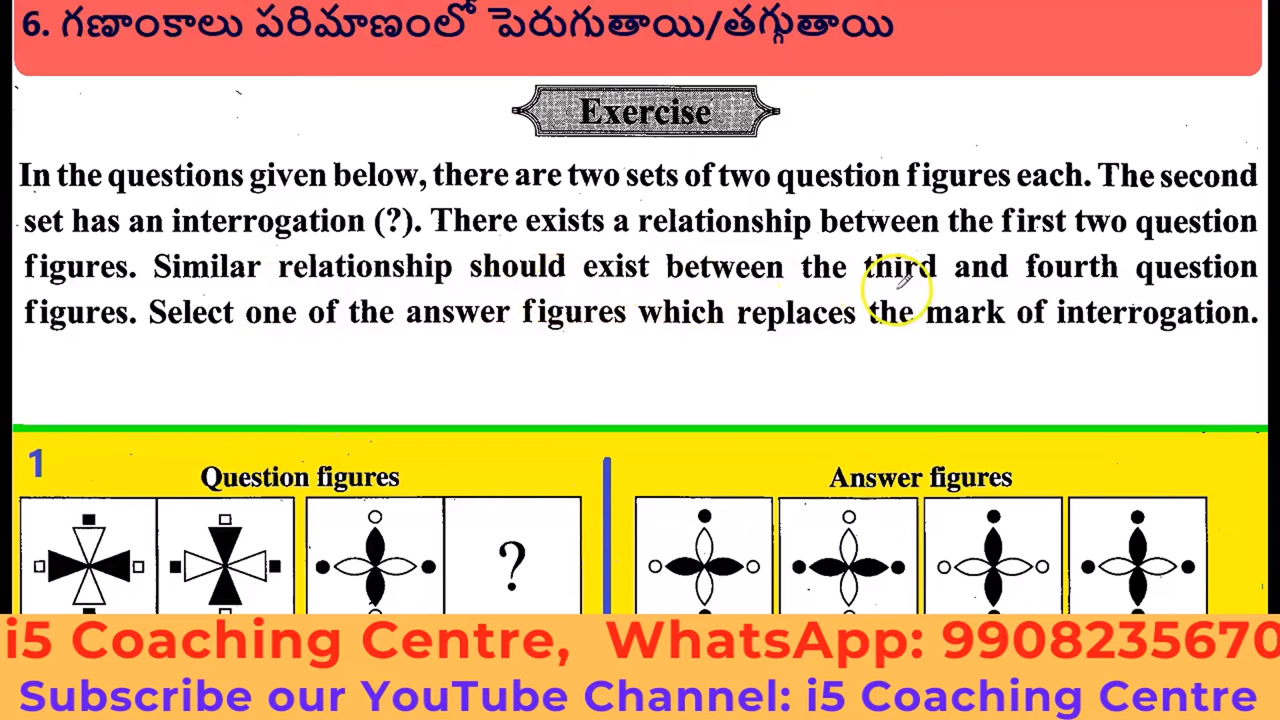 6. గణాంకాలు పరిమాణంలో పెరుగుతాయి/తగ్గుతాయి
Exercise
In the questions given below, there are two sets of two question figures each. The second
set has an interrogation (?). There exists a relationship between the first two question
figures. Similar relationship should exist between the third and fourth question
figures. Select one of the answer figures which replaces the mark of interrogation.
1
Question figures
Answer figures
?
i5 Coaching Centre, WhatsApp: 9908235670
Subscribe our YouTube Channel: i5 Coaching Centre